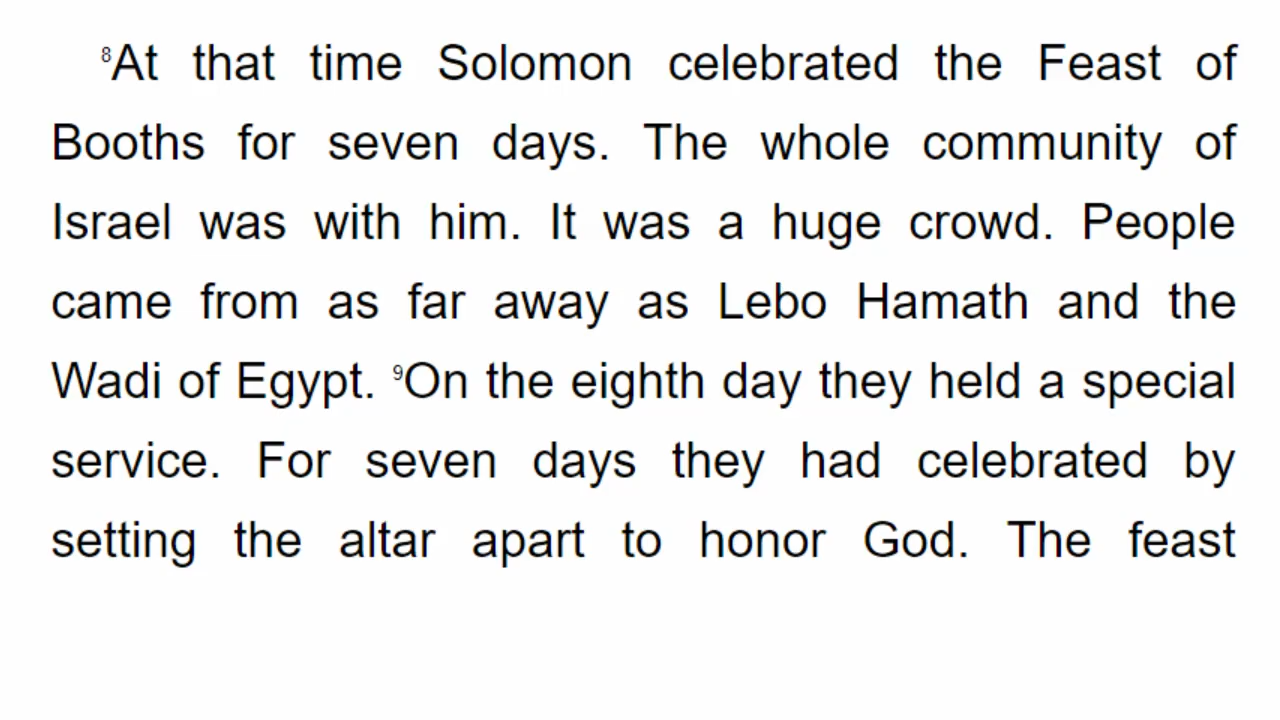 ⁸At that time Solomon celebrated the Feast of
Booths for seven days. The whole community of
Israel was with him. It was a huge crowd. People
came from as far away as Lebo Hamath and the
Wadi of Egypt. ⁹On the eighth day they held a special
service. For seven days they had celebrated by
setting the altar apart to honor God. The feast